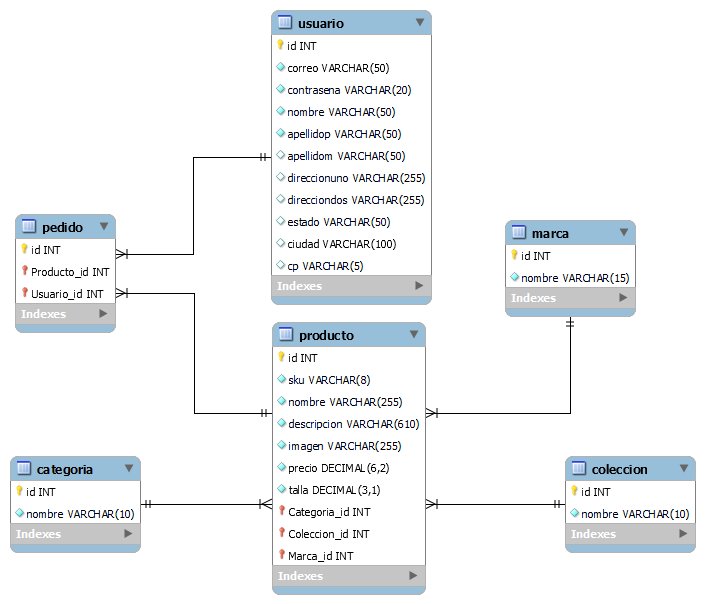 usuario
id INT
correo VARCHAR(50)
contrasena VARCHAR(20)
nombre VARCHAR(50)
apellidop VARCHAR(50)
apellidom VARCHAR(50)
direccionuno VARCHAR(255)
direcciondos VARCHAR(255)
estado VARCHAR(50)
ciudad VARCHAR(100)
cp VARCHAR(5)
Indexes
pedido
id INT
Producto_id INT
Usuario_id INT
Indexes
marca
id INT
nombre VARCHAR(15)
Indexes
producto
id INT
sku VARCHAR(8)
nombre VARCHAR(255)
descripcion VARCHAR(610)
imagen VARCHAR(255)
precio DECIMAL(6,2)
talla DECIMAL(3,1)
Categoria_id INT
Coleccion_id INT
Marca_id INT
Indexes
categoria
id INT
nombre VARCHAR(10)
Indexes
coleccion
id INT
nombre VARCHAR(10)
Indexes